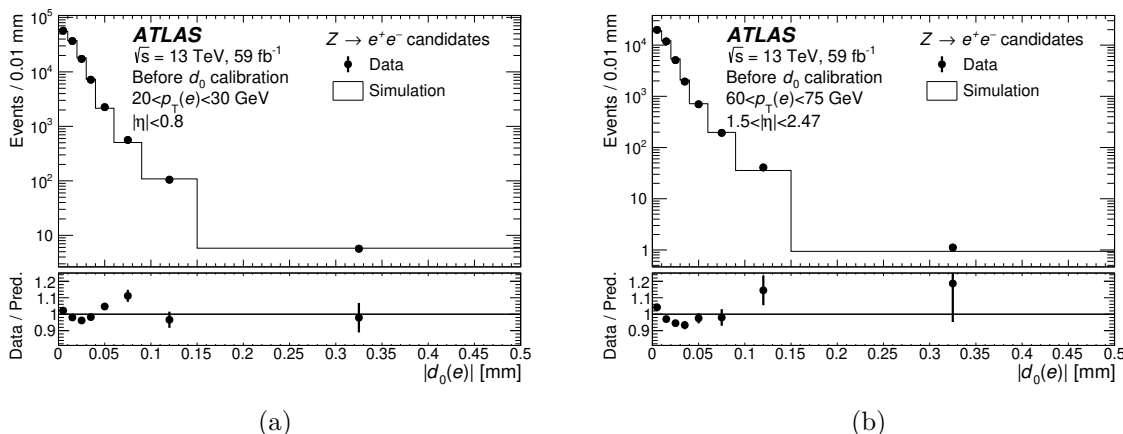 Events / 0.01 mm
10⁵
10⁴
10³
10²
10
ATLAS
√s = 13 TeV, 59 fb⁻¹
Before d₀ calibration
20<p_T(e)<30 GeV
|η|<0.8
Z → e⁺e⁻ candidates
Data
Simulation
Data / Pred.
1.2
1.1
1
0.9
0 0.05 0.1 0.15 0.2 0.25 0.3 0.35 0.4 0.45 0.5
|d₀(e)| [mm]
(a)
Events / 0.01 mm
10⁴
10³
10²
10
1
ATLAS
√s = 13 TeV, 59 fb⁻¹
Before d₀ calibration
60<p_T(e)<75 GeV
1.5<|η|<2.47
Z → e⁺e⁻ candidates
Data
Simulation
Data / Pred.
1.2
1.1
1
0.9
0 0.05 0.1 0.15 0.2 0.25 0.3 0.35 0.4 0.45 0.5
|d₀(e)| [mm]
(b)